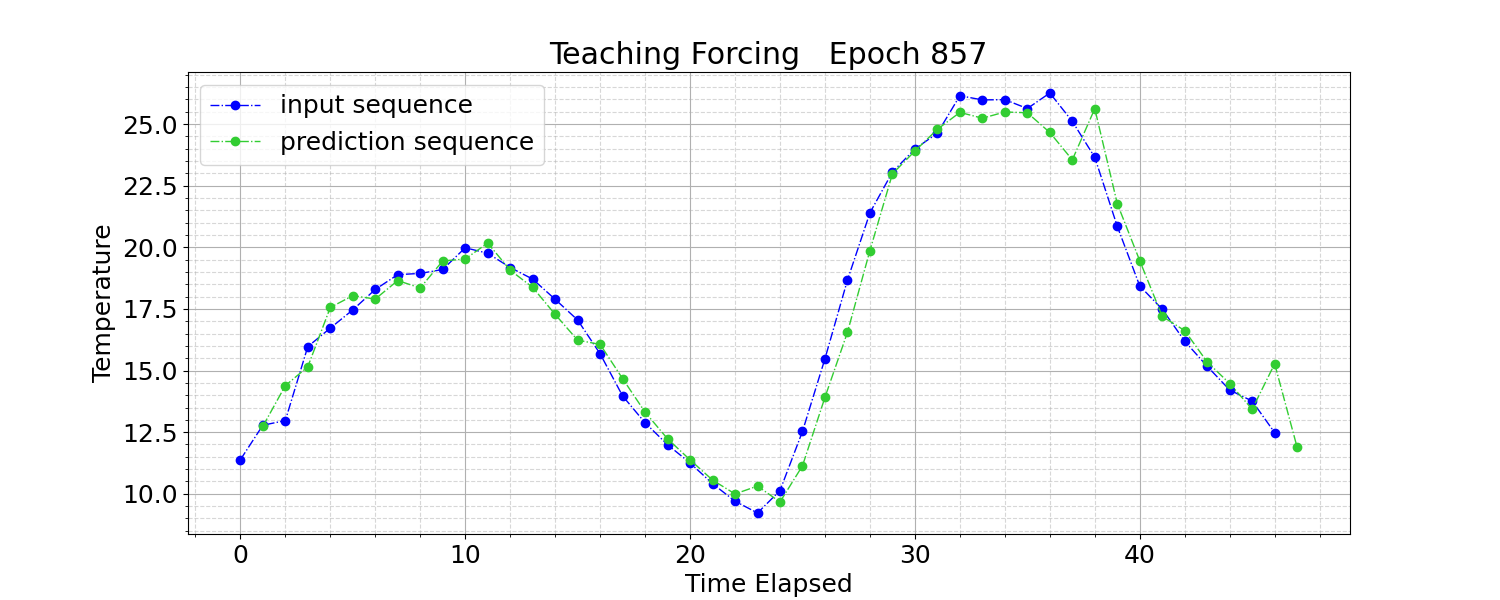 Teaching Forcing   Epoch 857
input sequence
prediction sequence
25.0
22.5
20.0
17.5
15.0
12.5
10.0
Temperature
0 10 20 30 40
Time Elapsed